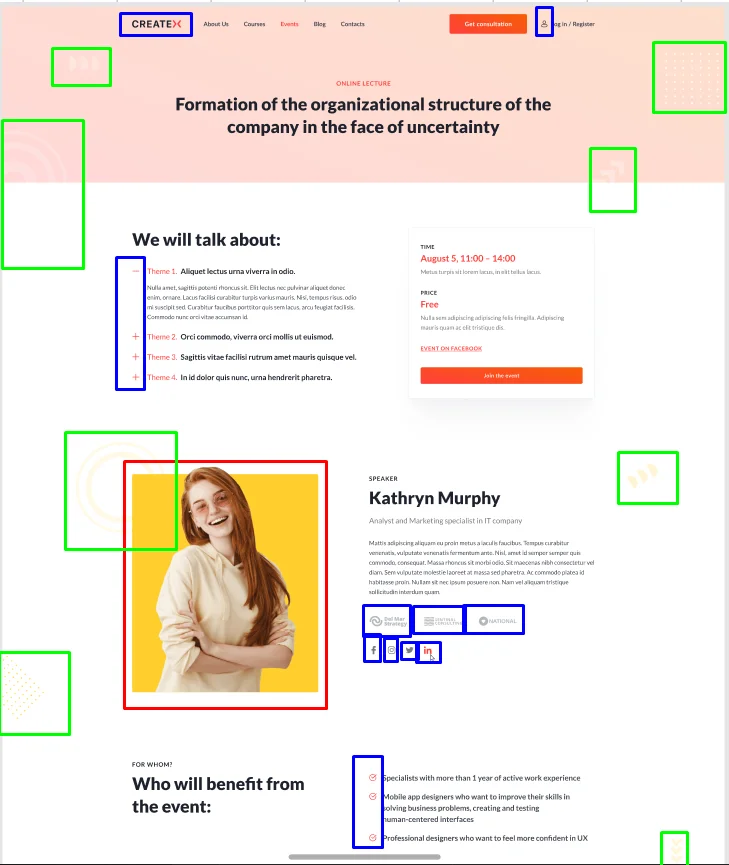 CREATEX About Us Courses Events Blog Contacts Get consultation Log in / Register
ONLINE LECTURE
Formation of the organizational structure of the
company in the face of uncertainty
We will talk about:
Theme 1. Aliquet lectus urna viverra in odio.
Nulla amet, sagittis potenti rhoncus sit. Elit lectus nec pulvinar aliquet donec
enim, ornare. Lacus facilisi curabitur turpis varius mauris. Nisi, tempus risus, odio
mi suscipit sed. Curabitur faucibus porttitor quis sem lacus, arcu feugiat facilisis.
Commodo nunc orci vitae accumsan id.
Theme 2. Orci commodo, viverra orci mollis ut euismod.
Theme 3. Sagittis vitae facilisi rutrum amet mauris quisque vel.
Theme 4. In id dolor quis nunc, urna hendrerit pharetra.
TIME
August 5, 11:00 – 14:00
Metus turpis sit lorem lacus, in elit tellus lacus.
PRICE
Free
Nulla sem adipiscing adipiscing felis fringilla. Adipiscing
mauris quam ac elit tristique dis.
EVENT ON FACEBOOK
Join the event
SPEAKER
Kathryn Murphy
Analyst and Marketing specialist in IT company
Mattis adipiscing aliquam eu proin metus a iaculis faucibus. Tempus curabitur
venenatis, vulputate venenatis fermentum ante. Nisl, amet id semper semper quis
commodo, consequat. Massa rhoncus sit morbi odio. Sit maecenas nibh consectetur vel
diam. Sem vulputate molestie laoreet at massa sed pharetra. Ac commodo platea id
habitasse proin. Nullam sit nec ipsum posuere non. Nam vel aliquam tristique
sollicitudin interdum quam.
Del Mar
Strategy
SENTINAL
CONSULTING
NATIONAL
FOR WHOM?
Who will benefit from
the event:
Specialists with more than 1 year of active work experience
Mobile app designers who want to improve their skills in
solving business problems, creating and testing
human-centered interfaces
Professional designers who want to feel more confident in UX